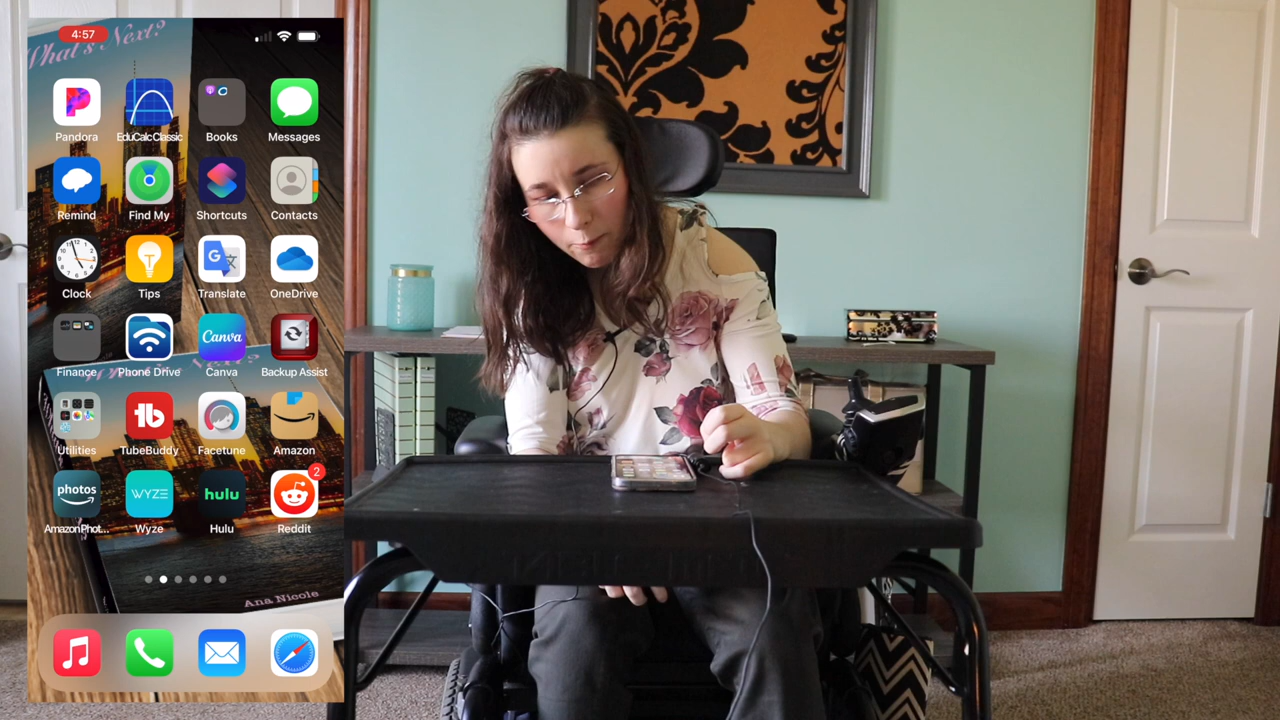 What's Next?
4:57
Pandora
EduCalc Classic
Books
Messages
Remind
Find My
Shortcuts
Contacts
Clock
Tips
Translate
OneDrive
Finance
Phone Drive
Canva
Canva
Backup Assist
Utilities
TubeBuddy
Facetune
Amazon
photos
WYZE
hulu
2
Amazon Phot...
Wyze
Hulu
Reddit
Ana Nicole